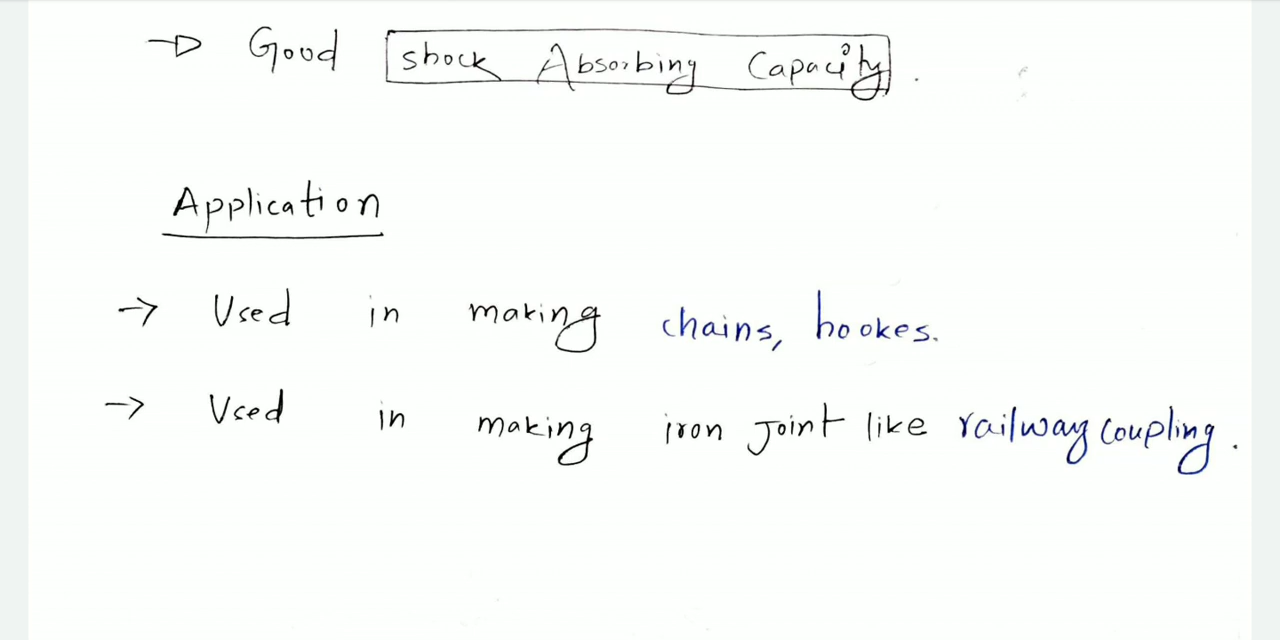 → Good shock Absorbing Capacity.
Application
→ Used in making chains, hookes.
→ Used in making iron Joint like railway coupling.